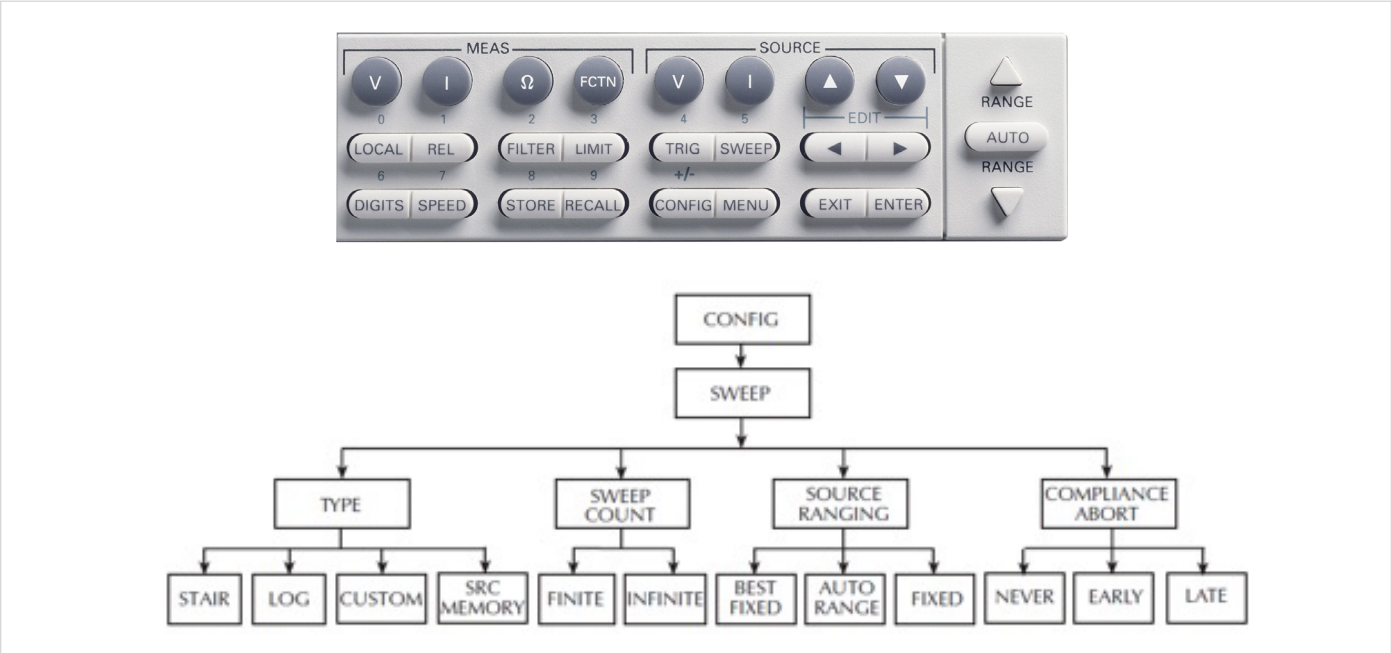 MEAS
SOURCE
V I Ω FCTN V I ▲ ▼
RANGE
0 1 2 3 4 5 EDIT
LOCAL REL FILTER LIMIT TRIG SWEEP ◀ ▶
AUTO
6 7 8 9 +/-
RANGE
DIGITS SPEED STORE RECALL CONFIG MENU EXIT ENTER
CONFIG
SWEEP
TYPE
SWEEP
COUNT
SOURCE
RANGING
COMPLIANCE
ABORT
STAIR
LOG
CUSTOM
SRC
MEMORY
FINITE
INFINITE
BEST
FIXED
AUTO
RANGE
FIXED
NEVER
EARLY
LATE